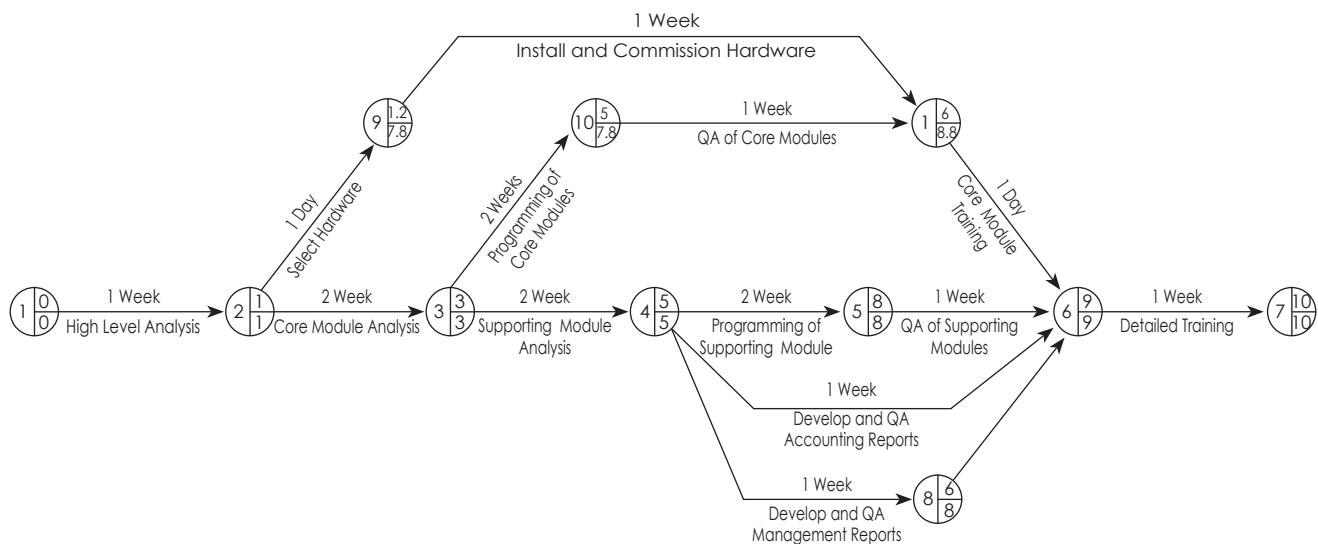 1 Week
Install and Commission Hardware
9 1.2 7.8
10 5 7.8
1 Week
QA of Core Modules
1 6 8.8
1 Day
Select Hardware
2 Weeks
Programming of
Core Modules
1 Day
Core Module
Training
1 0 0
1 Week
High Level Analysis
2 1 1
2 Week
Core Module Analysis
3 3 3
2 Week
Supporting Module
Analysis
4 5 5
2 Week
Programming of
Supporting Module
5 8 8
1 Week
QA of Supporting
Modules
6 9 9
1 Week
Detailed Training
7 10 10
1 Week
Develop and QA
Accounting Reports
1 Week
Develop and QA
Management Reports
8 6 8